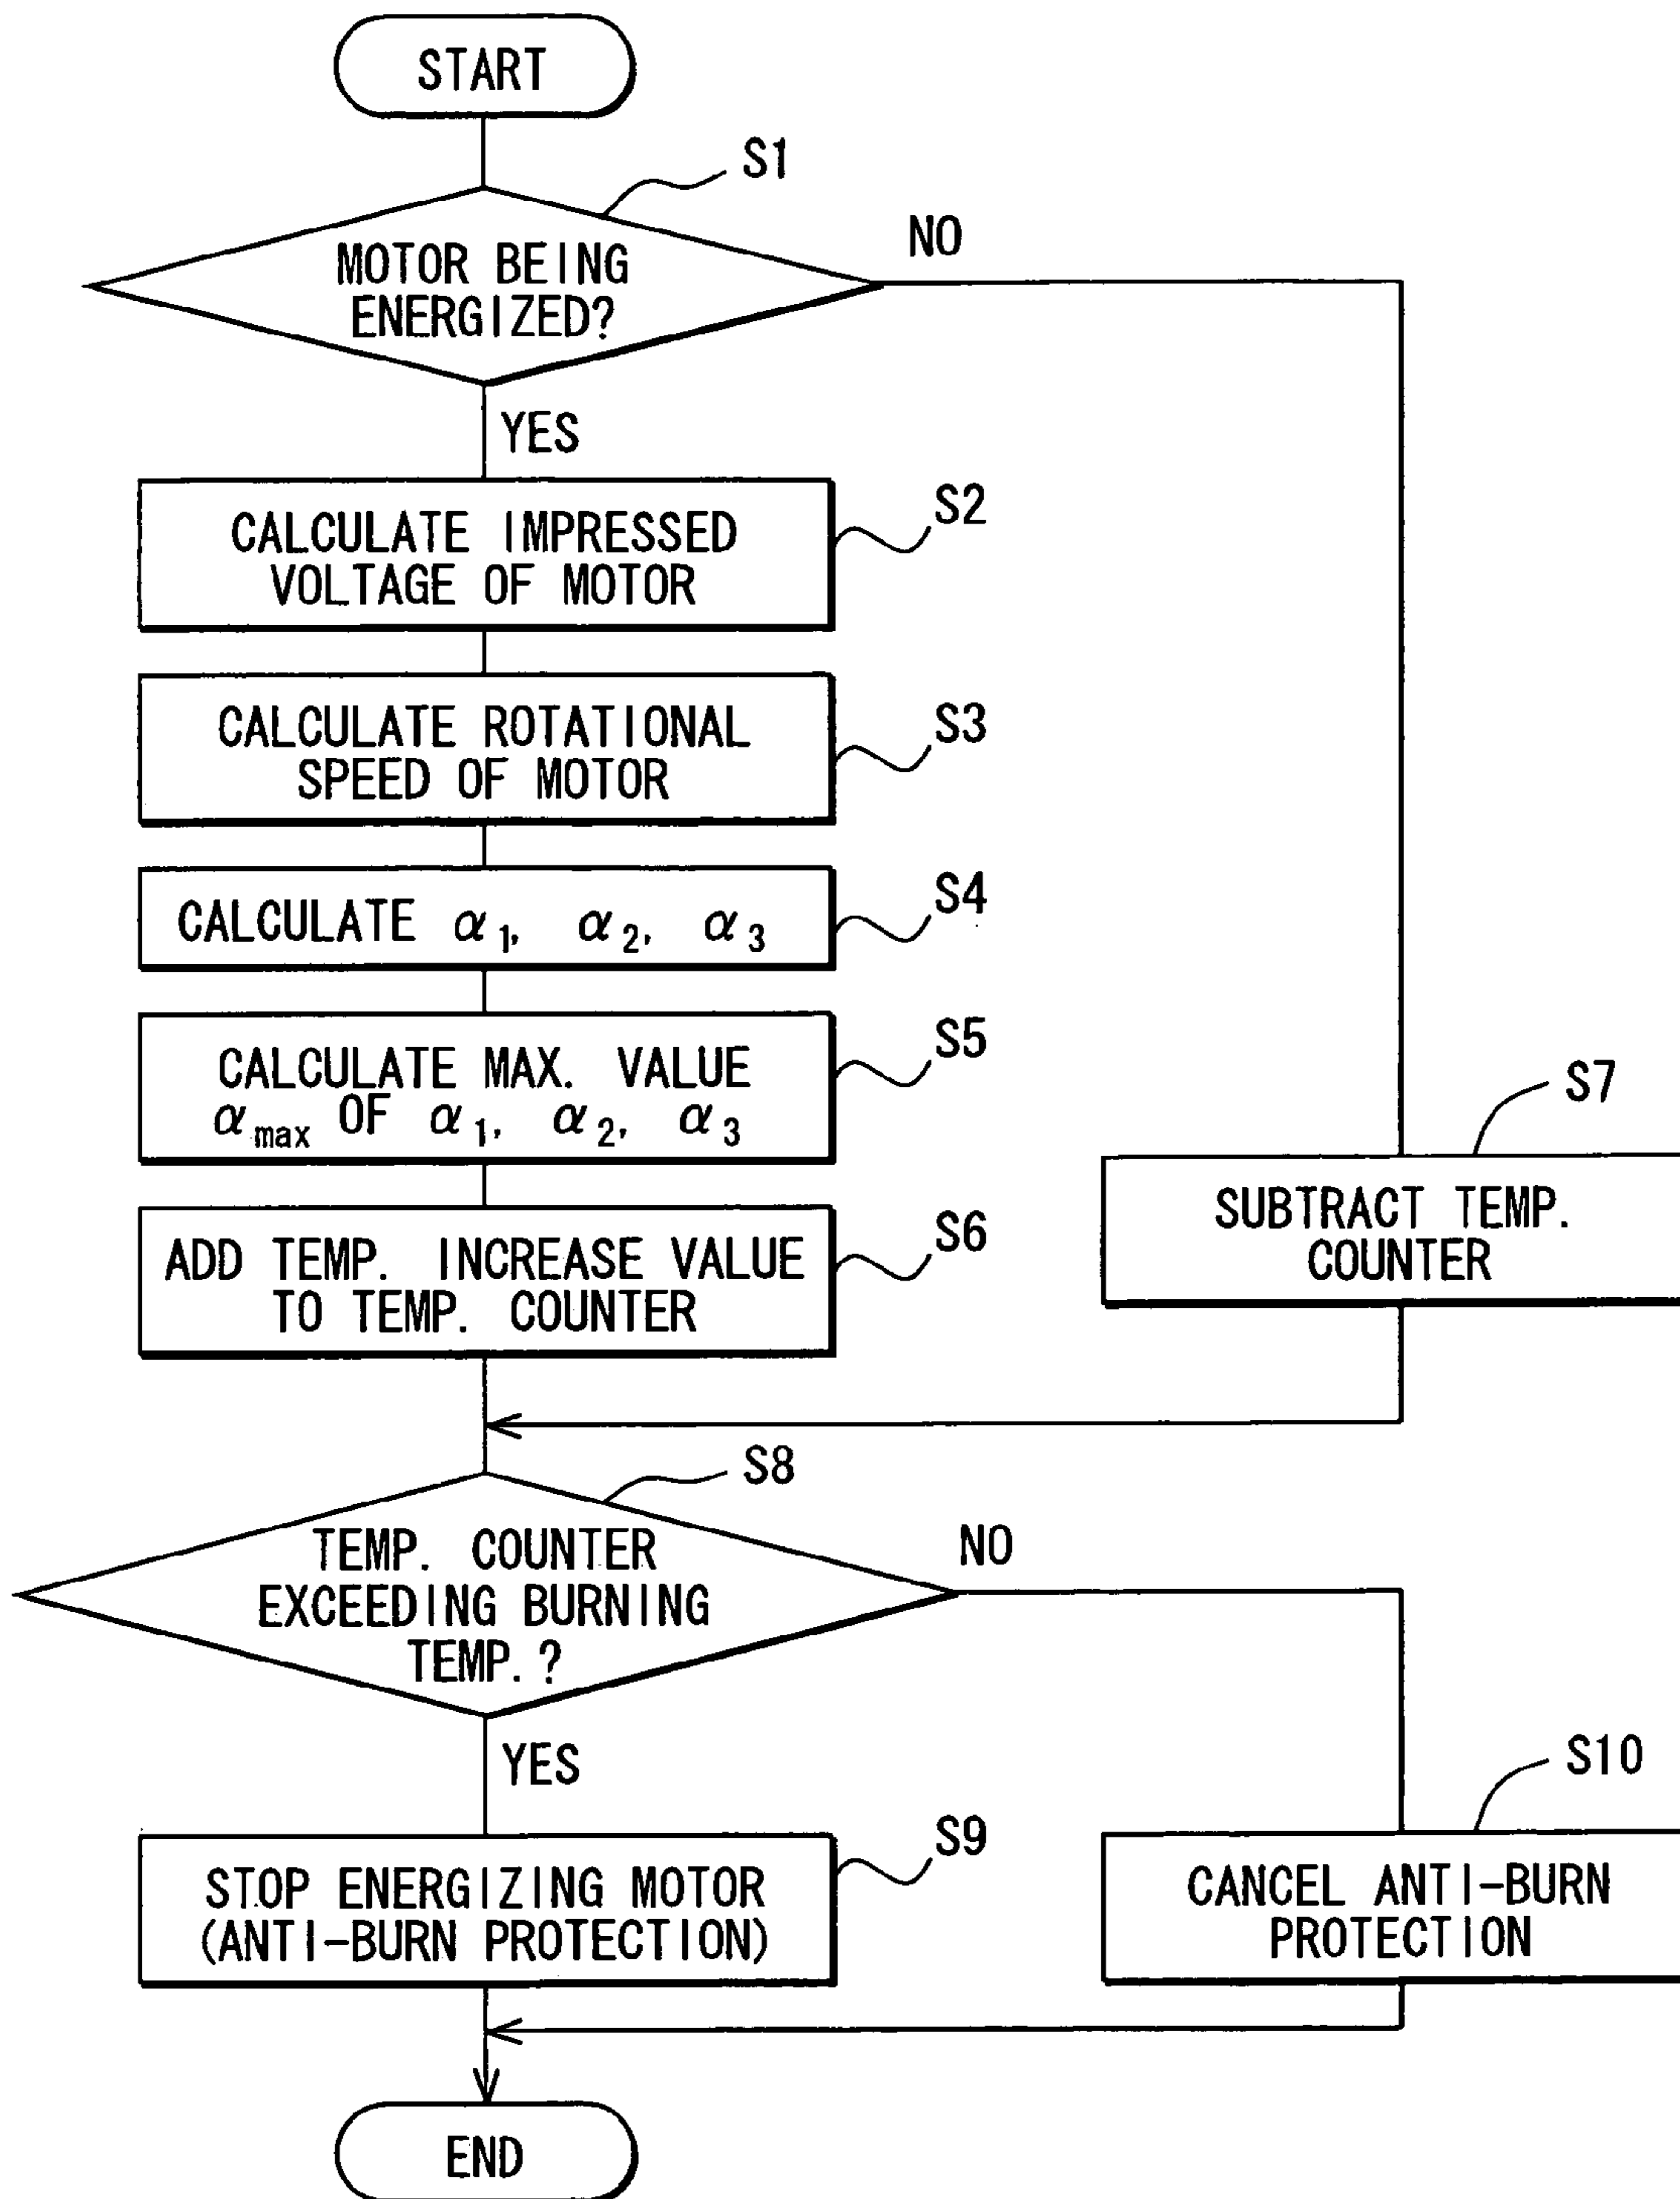 START
S1
MOTOR BEING
ENERGIZED?
NO
YES
CALCULATE IMPRESSED
VOLTAGE OF MOTOR
S2
CALCULATE ROTATIONAL
SPEED OF MOTOR
S3
CALCULATE α1, α2, α3
S4
CALCULATE MAX. VALUE
αmax OF α1, α2, α3
S5
ADD TEMP. INCREASE VALUE
TO TEMP. COUNTER
S6
S7
SUBTRACT TEMP.
COUNTER
S8
TEMP. COUNTER
EXCEEDING BURNING
TEMP.?
NO
YES
STOP ENERGIZING MOTOR
(ANTI-BURN PROTECTION)
S9
S10
CANCEL ANTI-BURN
PROTECTION
END